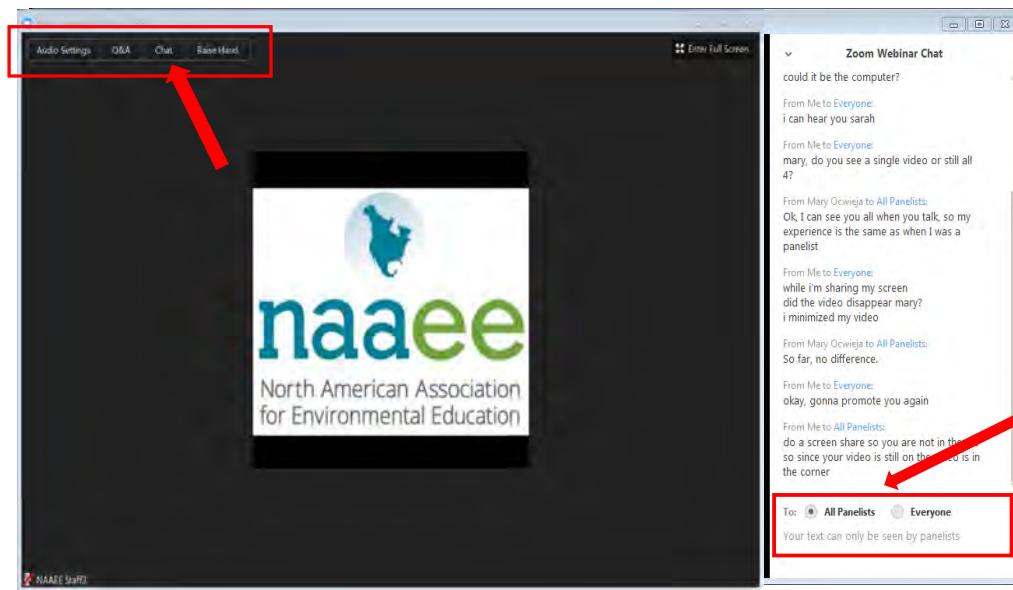 Audio Settings Q&A Chat Raise Hand
Enter Full Screen
naaee
North American Association
for Environmental Education
NAAEE Staff3
Zoom Webinar Chat
could it be the computer?
From Me to Everyone:
i can hear you sarah
From Me to Everyone:
mary, do you see a single video or still all
4?
From Mary Ocwieja to All Panelists:
Ok, I can see you all when you talk, so my
experience is the same as when I was a
panelist
From Me to Everyone:
while i'm sharing my screen
did the video disappear mary?
i minimized my video
From Mary Ocwieja to All Panelists:
So far, no difference.
From Me to Everyone:
okay, gonna promote you again
From Me to All Panelists:
do a screen share so you are not in
so since your video is still on the is in
the corner
To: All Panelists Everyone
Your text can only be seen by panelists